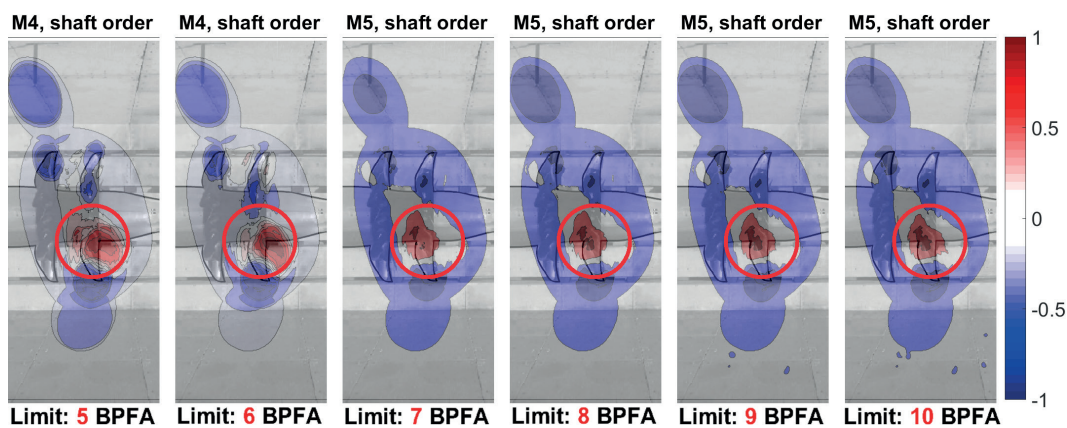 M4, shaft order
M4, shaft order
M5, shaft order
M5, shaft order
M5, shaft order
M5, shaft order
1
0.5
0
-0.5
-1
Limit: 5 BPFA
Limit: 6 BPFA
Limit: 7 BPFA
Limit: 8 BPFA
Limit: 9 BPFA
Limit: 10 BPFA